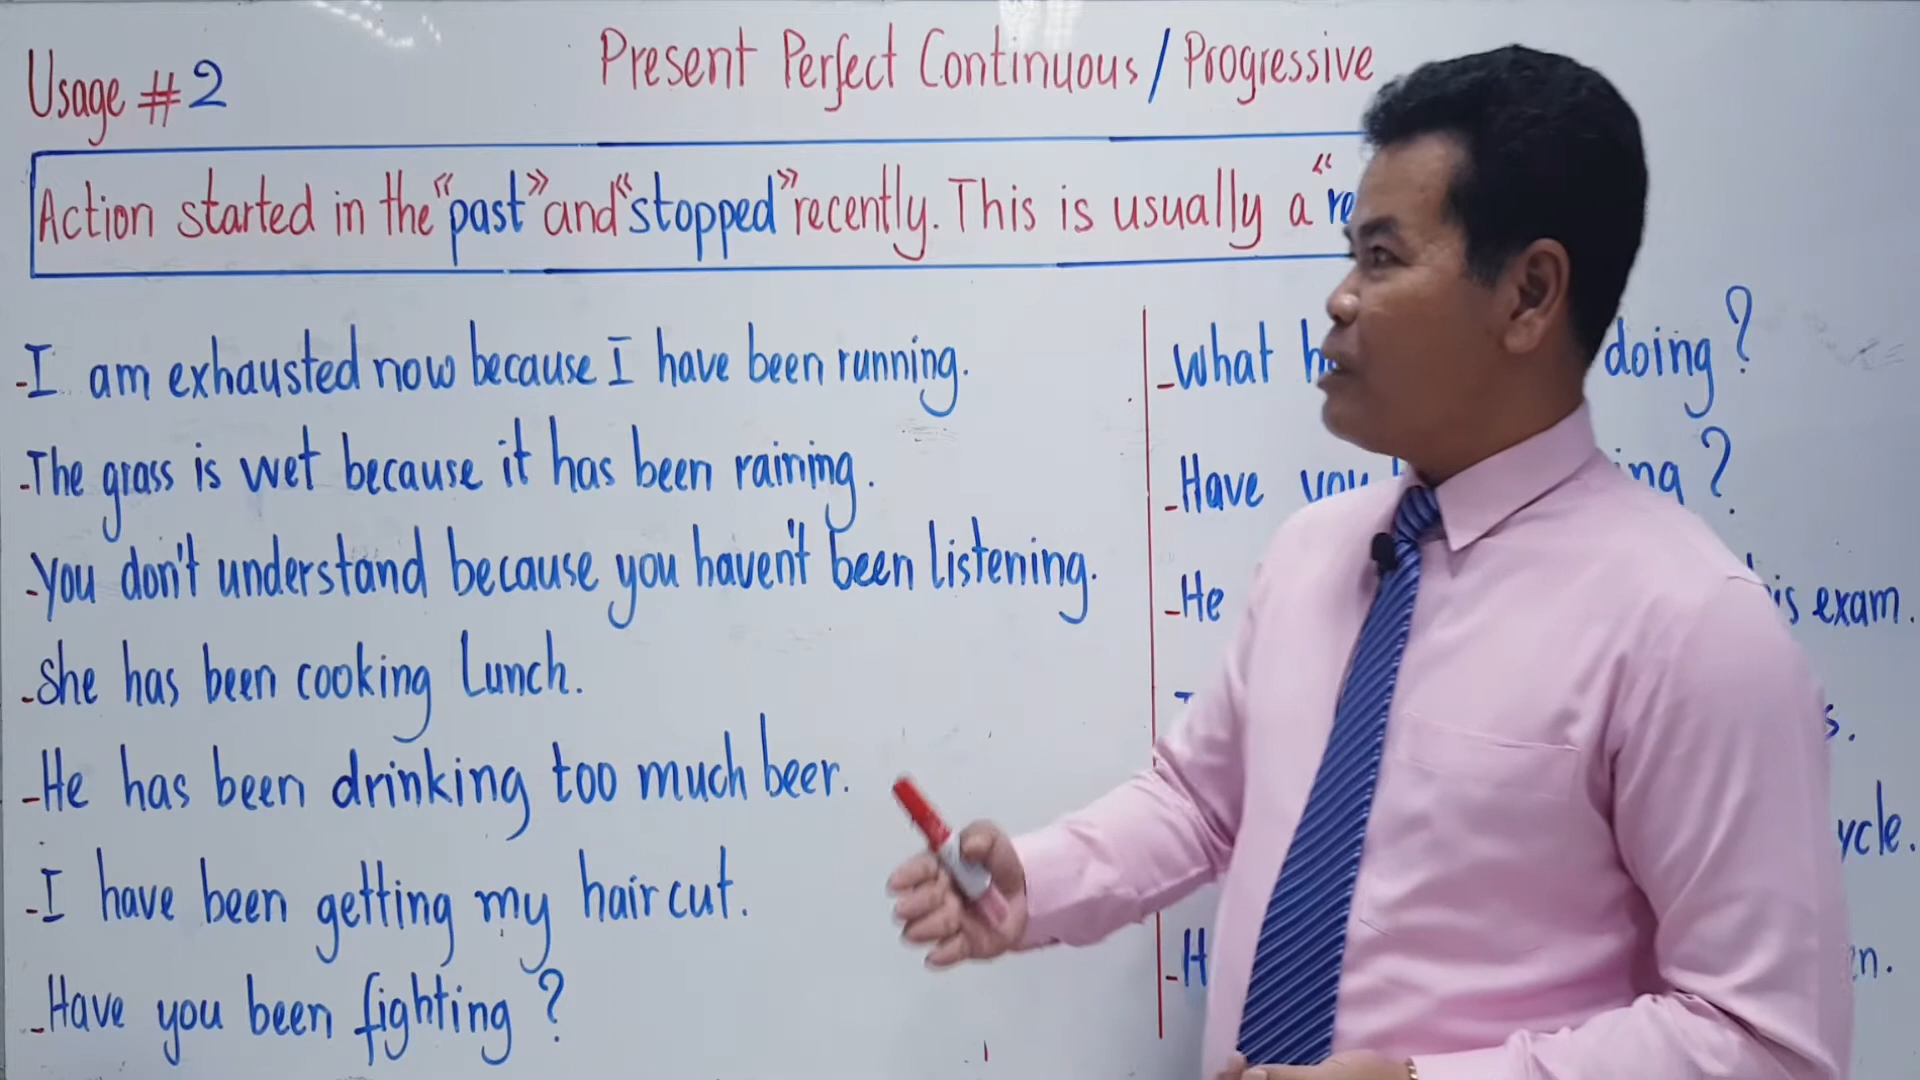 Usage #2
Present Perfect Continuous / Progressive
Action started in the "past" and "stopped" recently. This is usually a "
- I am exhausted now because I have been running.
- The grass is wet because it has been raining.
- You don't understand because you haven't been listening.
- She has been cooking Lunch.
- He has been drinking too much beer.
- I have been getting my hair cut.
- Have you been fighting?
- What doing?
- Have you ?
- He exam.